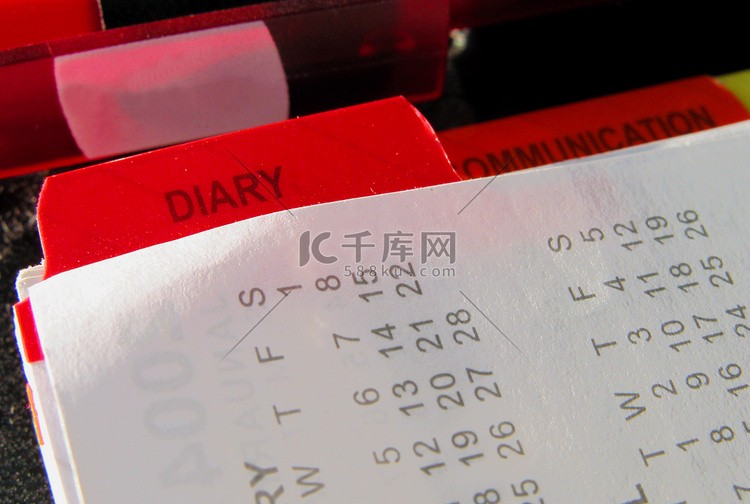 DIARY
COMMUNICATION
千库网
588ku.com
RY
W T F S
1
5 6 7 8
12 13 14 15
19 20 21 22
25 26 27 28
L
T W T F S
1 2 3 4 5
8 9 10 11 12
16 17 18 19
24 25 26